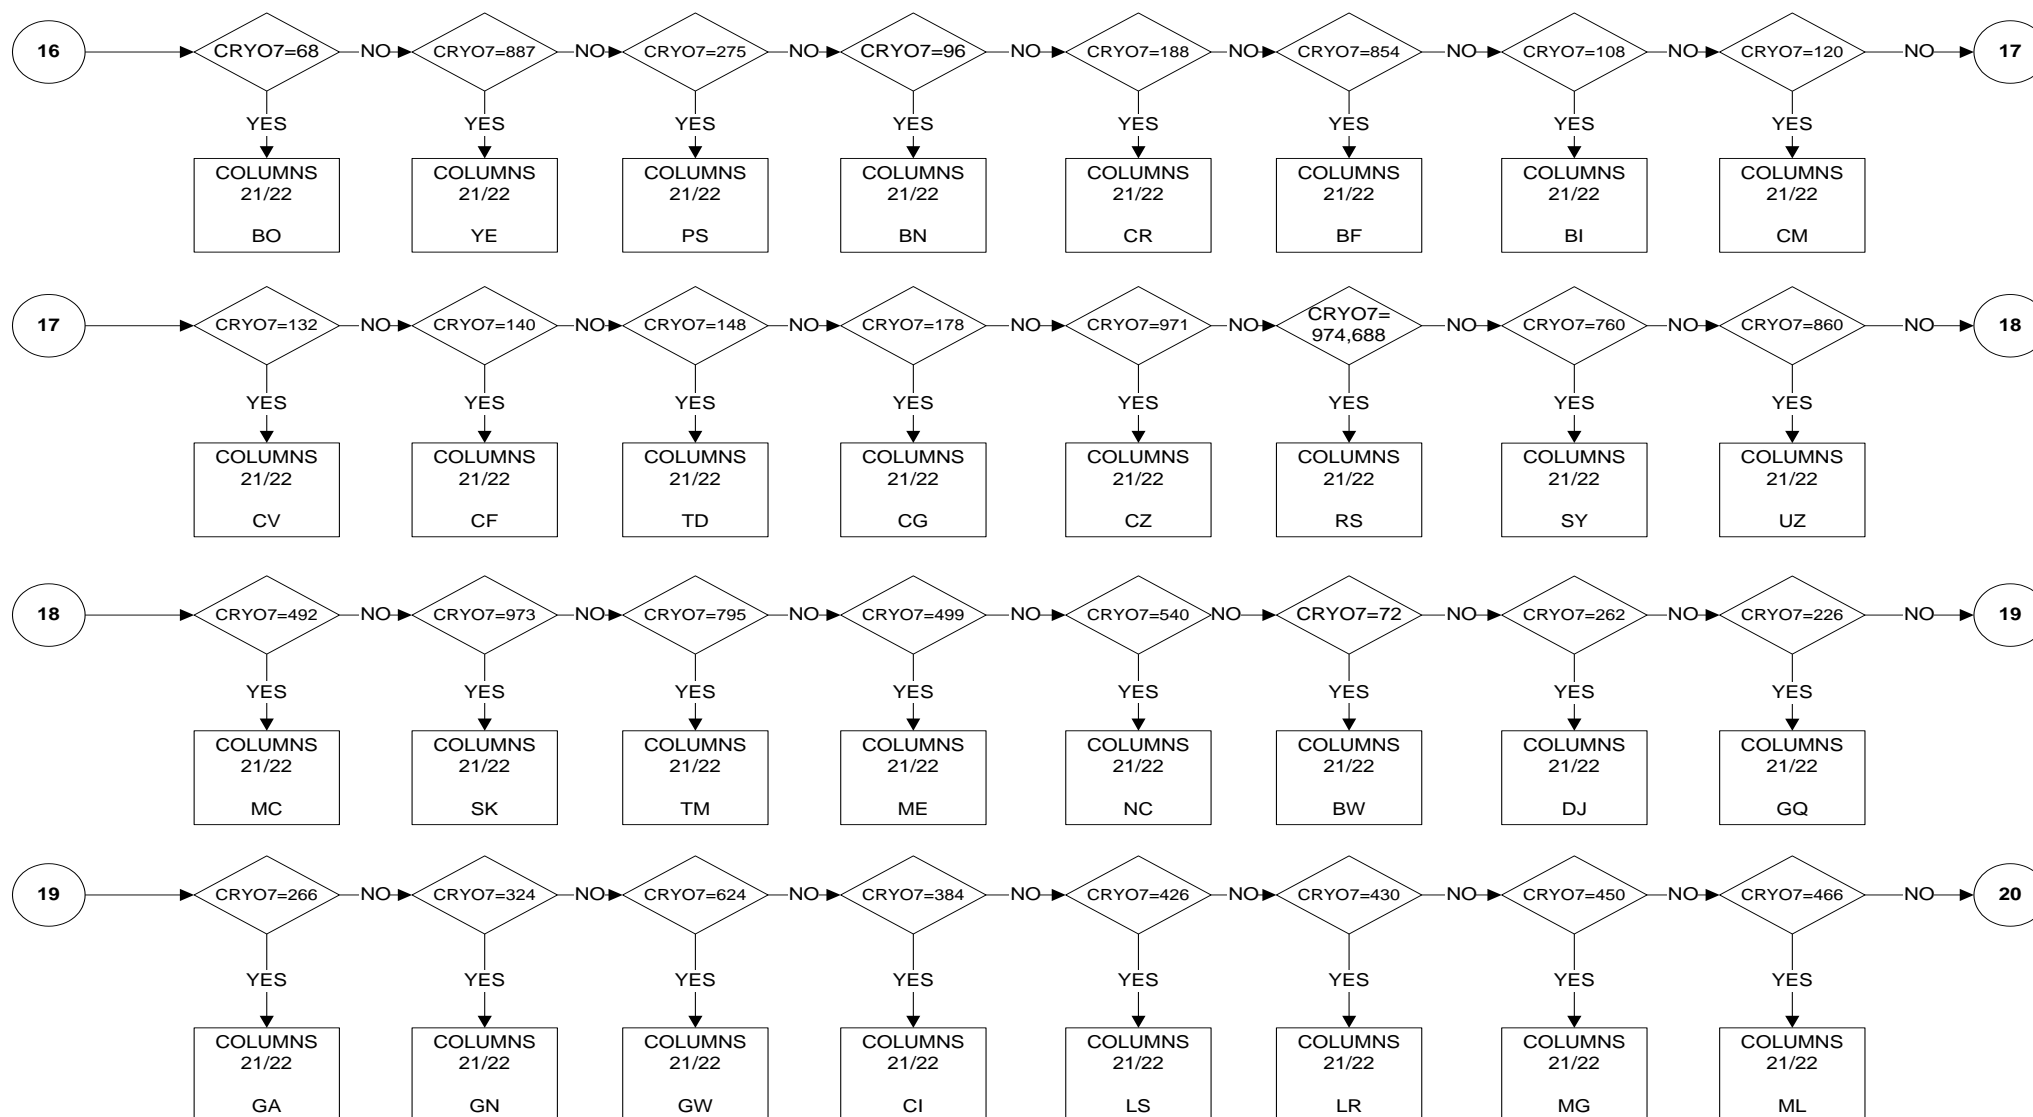 16 CRYO7=68 NO CRYO7=887 NO CRYO7=275 NO CRYO7=96 NO CRYO7=188 NO CRYO7=854 NO CRYO7=108 NO CRYO7=120 NO 17
YES YES YES YES YES YES YES YES
COLUMNS COLUMNS COLUMNS COLUMNS COLUMNS COLUMNS COLUMNS COLUMNS
21/22 21/22 21/22 21/22 21/22 21/22 21/22 21/22
BO YE PS BN CR BF BI CM
17 CRYO7=132 NO CRYO7=140 NO CRYO7=148 NO CRYO7=178 NO CRYO7=971 NO CRYO7= 974,688 NO CRYO7=760 NO CRYO7=860 NO 18
YES YES YES YES YES YES YES YES
COLUMNS COLUMNS COLUMNS COLUMNS COLUMNS COLUMNS COLUMNS COLUMNS
21/22 21/22 21/22 21/22 21/22 21/22 21/22 21/22
CV CF TD CG CZ RS SY UZ
18 CRYO7=492 NO CRYO7=973 NO CRYO7=795 NO CRYO7=499 NO CRYO7=540 NO CRYO7=72 NO CRYO7=262 NO CRYO7=226 NO 19
YES YES YES YES YES YES YES YES
COLUMNS COLUMNS COLUMNS COLUMNS COLUMNS COLUMNS COLUMNS COLUMNS
21/22 21/22 21/22 21/22 21/22 21/22 21/22 21/22
MC SK TM ME NC BW DJ GQ
19 CRYO7=266 NO CRYO7=324 NO CRYO7=624 NO CRYO7=384 NO CRYO7=426 NO CRYO7=430 NO CRYO7=450 NO CRYO7=466 NO 20
YES YES YES YES YES YES YES YES
COLUMNS COLUMNS COLUMNS COLUMNS COLUMNS COLUMNS COLUMNS COLUMNS
21/22 21/22 21/22 21/22 21/22 21/22 21/22 21/22
GA GN GW CI LS LR MG ML